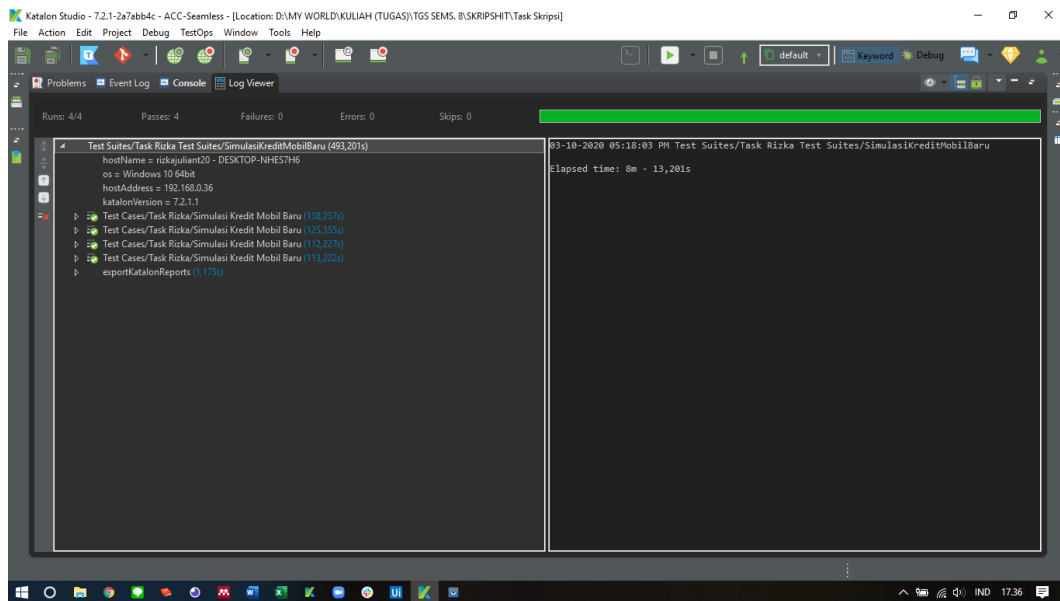 Katalon Studio - 7.2.1-2a7abb4c - ACC-Seamless - [Location: D:\MY WORLD\KULIAH (TUGAS)\TGS SEMS. 8\SKRIPSHIT\Task Skripsi]
File Action Edit Project Debug TestOps Window Tools Help
default Keyword Debug
Problems Event Log Console Log Viewer
Runs: 4/4 Passes: 4 Failures: 0 Errors: 0 Skips: 0
Test Suites/Task Rizka Test Suites/SimulasiKreditMobilBaru (493,201s)
hostName = rizkajuliant20 - DESKTOP-NHES7H6
os = Windows 10 64bit
hostAddress = 192.168.0.36
katalonVersion = 7.2.1.1
Test Cases/Task Rizka/Simulasi Kredit Mobil Baru (138,257s)
Test Cases/Task Rizka/Simulasi Kredit Mobil Baru (125,355s)
Test Cases/Task Rizka/Simulasi Kredit Mobil Baru (112,227s)
Test Cases/Task Rizka/Simulasi Kredit Mobil Baru (113,222s)
exportKatalonReports (1,175s)
03-10-2020 05:18:03 PM Test Suites/Task Rizka Test Suites/SimulasiKreditMobilBaru
Elapsed time: 8m - 13,201s
IND 17.36